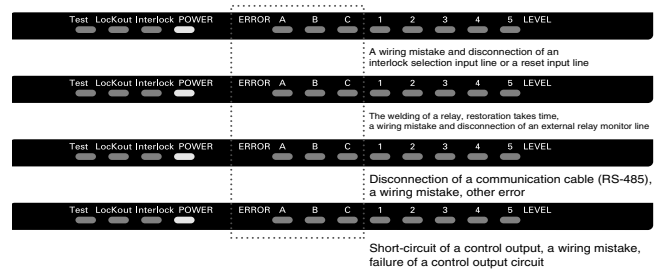 Test LocKout Interlock POWER ERROR A B C 1 2 3 4 5 LEVEL
A wiring mistake and disconnection of an
interlock selection input line or a reset input line
Test LocKout Interlock POWER ERROR A B C 1 2 3 4 5 LEVEL
The welding of a relay, restoration takes time,
a wiring mistake and disconnection of an external relay monitor line
Test LocKout Interlock POWER ERROR A B C 1 2 3 4 5 LEVEL
Disconnection of a communication cable (RS-485),
a wiring mistake, other error
Test LocKout Interlock POWER ERROR A B C 1 2 3 4 5 LEVEL
Short-circuit of a control output, a wiring mistake,
failure of a control output circuit